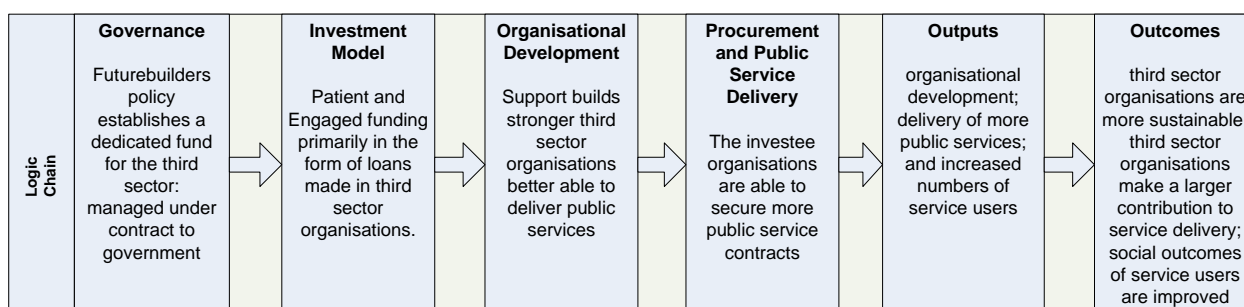 Logic
Chain
Governance
Futurebuilders
policy
establishes a
dedicated fund
for the third
sector:
managed under
contract to
government
Investment
Model
Patient and
Engaged funding
primarily in the
form of loans
made in third
sector
organisations.
Organisational
Development
Support builds
stronger third
sector
organisations
better able to
deliver public
services
Procurement
and Public
Service
Delivery
The investee
organisations
are able to
secure more
public service
contracts
Outputs
organisational
development;
delivery of more
public services;
and increased
numbers of
service users
Outcomes
third sector
organisations are
more sustainable;
third sector
organisations
make a larger
contribution to
service delivery;
social outcomes
of service users
are improved